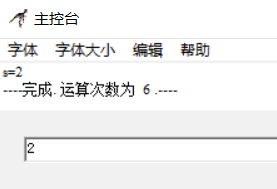 主控台
字体 字体大小 编辑 帮助
s=2
----完成. 运算次数为 6 .----
2